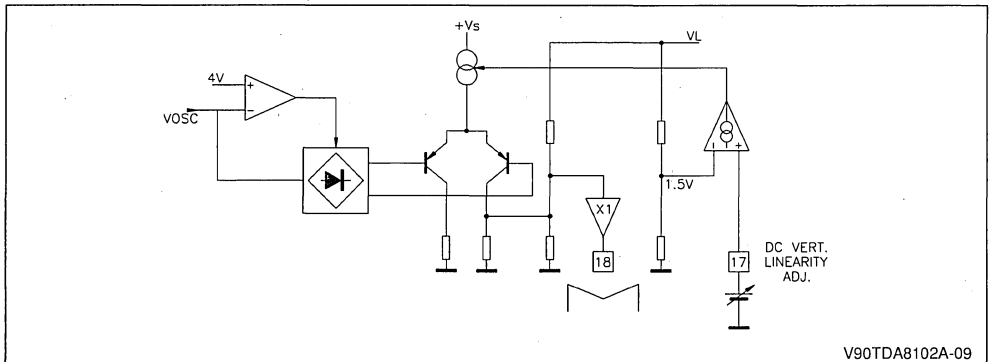 +Vs
VL
4V
+
-
VOSC
- +
1.5V
X1
18
17
DC VERT.
LINEARITY
ADJ.
V90TDA8102A-09